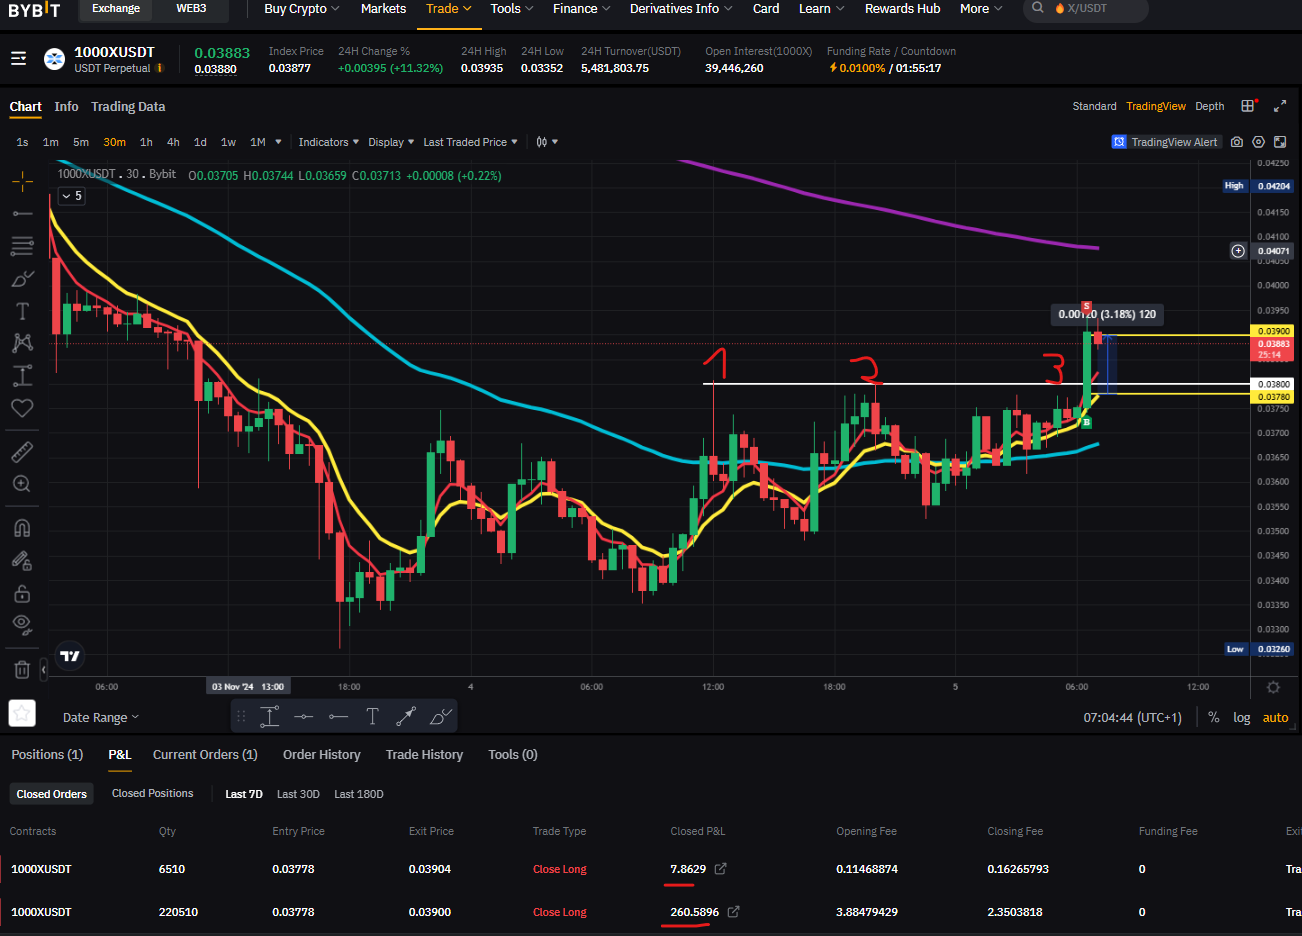 BYBIT Exchange WEB3 Buy Crypto Markets Trade Tools Finance Derivatives Info Card Learn Rewards Hub More X/USDT
1000XUSDT
USDT Perpetual
0.03883
0.03880
Index Price
0.03877
24H Change %
+0.00395 (+11.32%)
24H High
0.03935
24H Low
0.03352
24H Turnover(USDT)
5,481,803.75
Open Interest(1000X)
39,446,260
Funding Rate / Countdown
0.0100% / 01:55:17
Chart Info Trading Data Standard TradingView Depth
1s 1m 5m 30m 1h 4h 1d 1w 1M Indicators Display Last Traded Price TradingView Alert
1000XUSDT . 30 . Bybit O0.03705 H0.03744 L0.03659 C0.03713 +0.00008 (+0.22%)
5
0.04250
High 0.04204
0.04150
0.04100
0.04071
0.04050
0.04000
0.03950
S
0.00120 (3.18%) 120
0.03900
0.03883
25:14
1 2 3
0.03800
0.03780
0.03750
B
0.03700
0.03650
0.03600
0.03550
0.03500
0.03450
0.03400
0.03350
0.03300
Low 0.03260
06:00 03 Nov '24 13:00 18:00 4 06:00 12:00 18:00 5 06:00 12:00
Date Range 07:04:44 (UTC+1) % log auto
Positions (1) P&L Current Orders (1) Order History Trade History Tools (0)
Closed Orders Closed Positions Last 7D Last 30D Last 180D
Contracts Qty Entry Price Exit Price Trade Type Closed P&L Opening Fee Closing Fee Funding Fee Exi
1000XUSDT 6510 0.03778 0.03904 Close Long 7.8629 0.11468874 0.16265793 0 Tra
1000XUSDT 220510 0.03778 0.03900 Close Long 260.5896 3.88479429 2.3503818 0 Tra